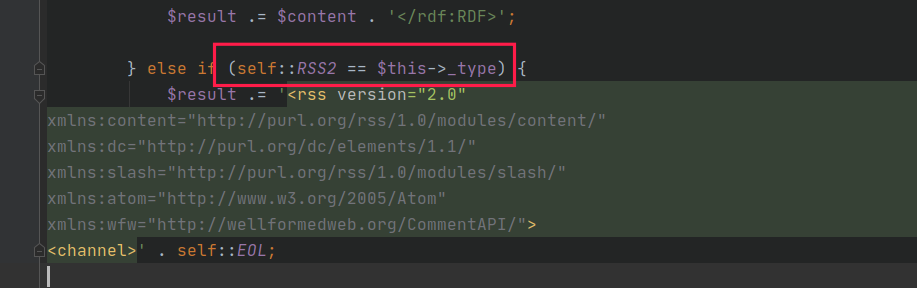 $result .= $content . '</rdf:RDF>';
} else if (self::RSS2 == $this->_type) {
$result .= '<rss version="2.0"
xmlns:content="http://purl.org/rss/1.0/modules/content/"
xmlns:dc="http://purl.org/dc/elements/1.1/"
xmlns:slash="http://purl.org/rss/1.0/modules/slash/"
xmlns:atom="http://www.w3.org/2005/Atom"
xmlns:wfw="http://wellformedweb.org/CommentAPI/">
<channel>' . self::EOL;